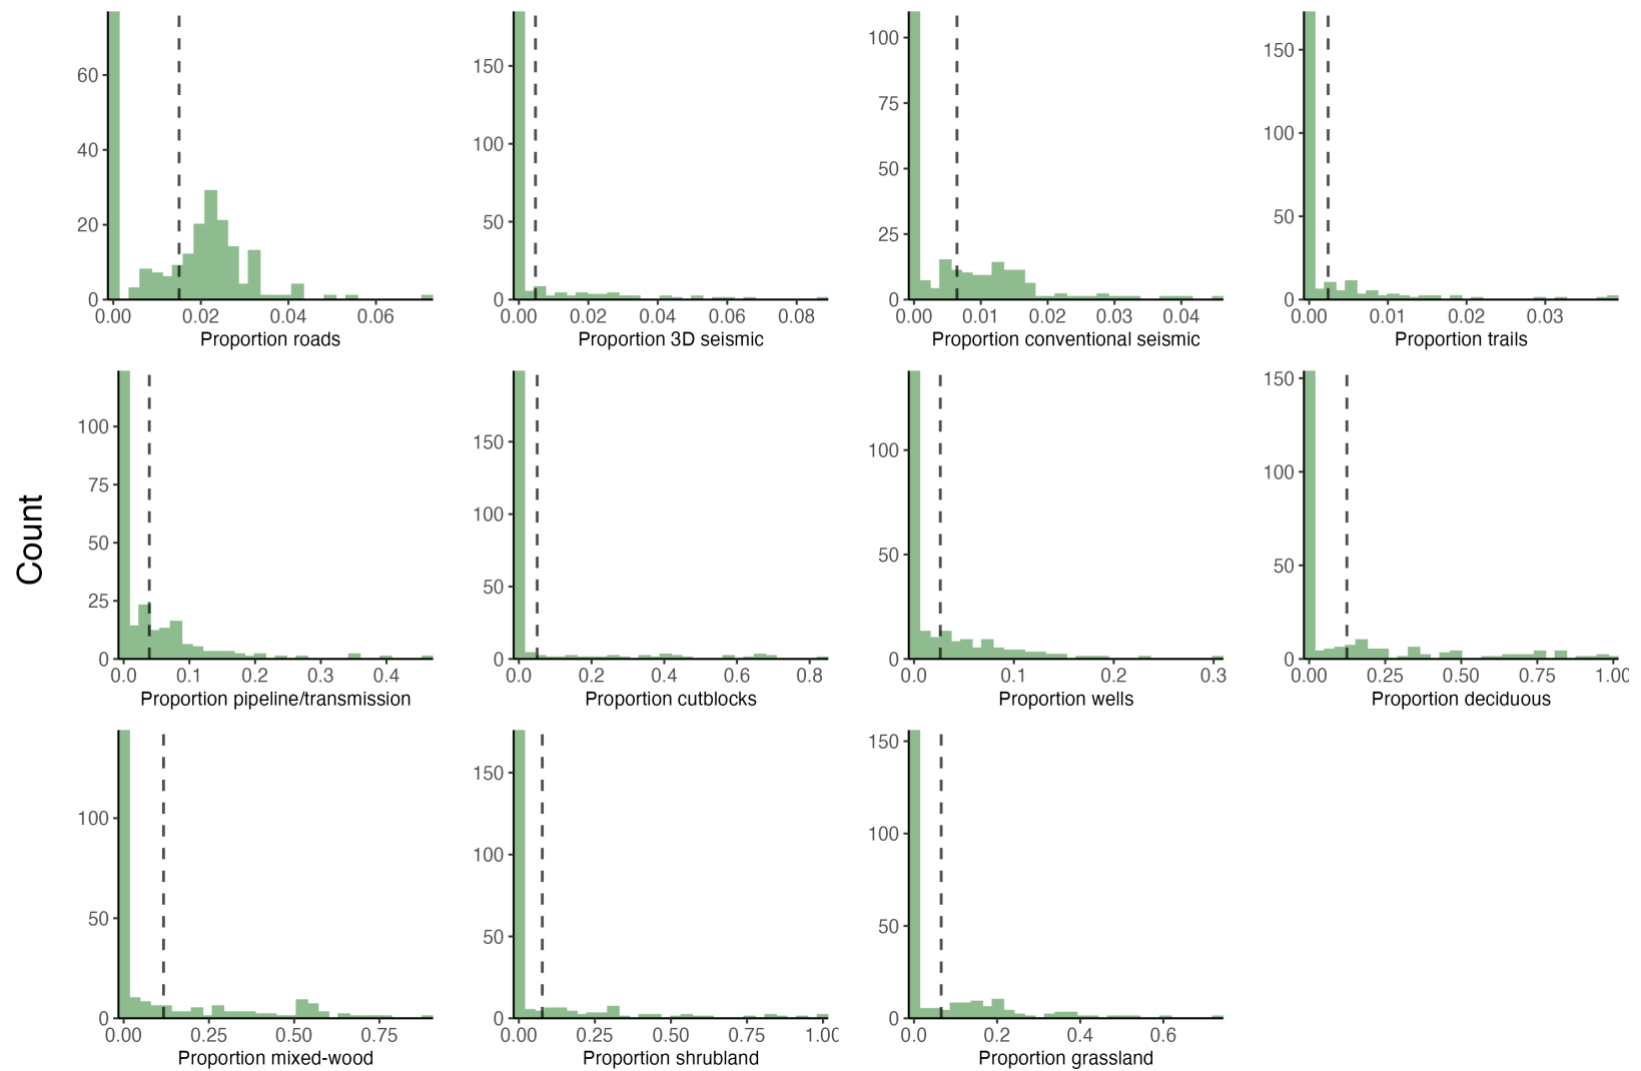 Count
60
40
20
0
0.00 0.02 0.04 0.06
Proportion roads
150
100
50
0
0.00 0.02 0.04 0.06 0.08
Proportion 3D seismic
100
75
50
25
0
0.00 0.01 0.02 0.03 0.04
Proportion conventional seismic
150
100
50
0
0.00 0.01 0.02 0.03
Proportion trails
100
75
50
25
0
0.0 0.1 0.2 0.3 0.4
Proportion pipeline/transmission
150
100
50
0
0.0 0.2 0.4 0.6 0.8
Proportion cutblocks
100
50
0
0.0 0.1 0.2 0.3
Proportion wells
150
100
50
0
0.00 0.25 0.50 0.75 1.00
Proportion deciduous
100
50
0
0.00 0.25 0.50 0.75
Proportion mixed-wood
150
100
50
0
0.00 0.25 0.50 0.75 1.00
Proportion shrubland
150
100
50
0
0.0 0.2 0.4 0.6
Proportion grassland